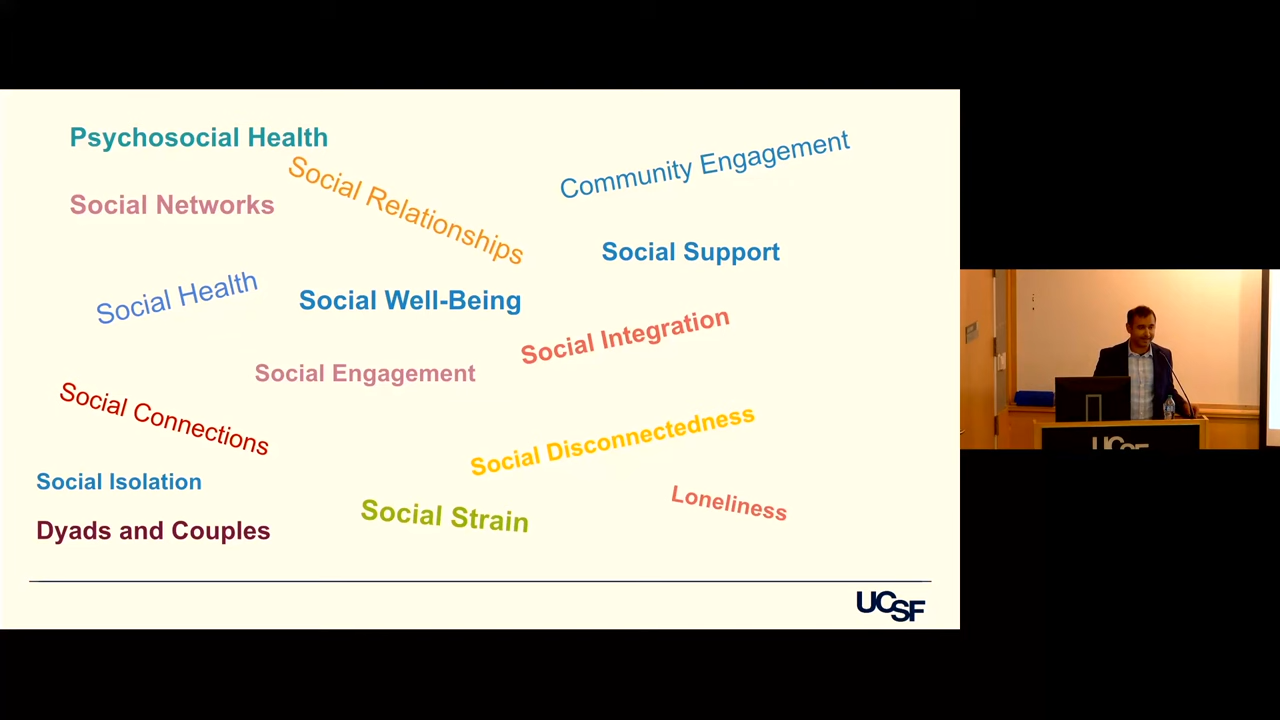 Psychosocial Health
Community Engagement
Social Relationships
Social Networks
Social Support
Social Health
Social Well-Being
Social Integration
Social Engagement
Social Connections
Social Disconnectedness
Social Isolation
Loneliness
Social Strain
Dyads and Couples
UCSF
UCSF